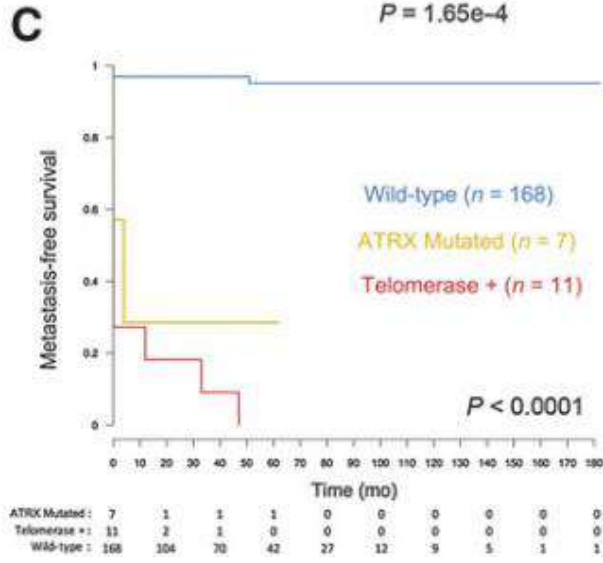 C
P = 1.65e–4
Metastasis-free survival
1
0.8
0.6
0.4
0.2
0
Wild-type (n = 168)
ATRX Mutated (n = 7)
Telomerase + (n = 11)
P < 0.0001
0 10 20 30 40 50 60 70 80 90 100 110 120 130 140 150 160 170 180
Time (mo)
ATRX Mutated : 7 1 1 1 0 0 0 0 0 0
Telomerase + : 11 2 1 0 0 0 0 0 0 0
Wild-type : 168 104 70 42 27 12 9 5 1 1